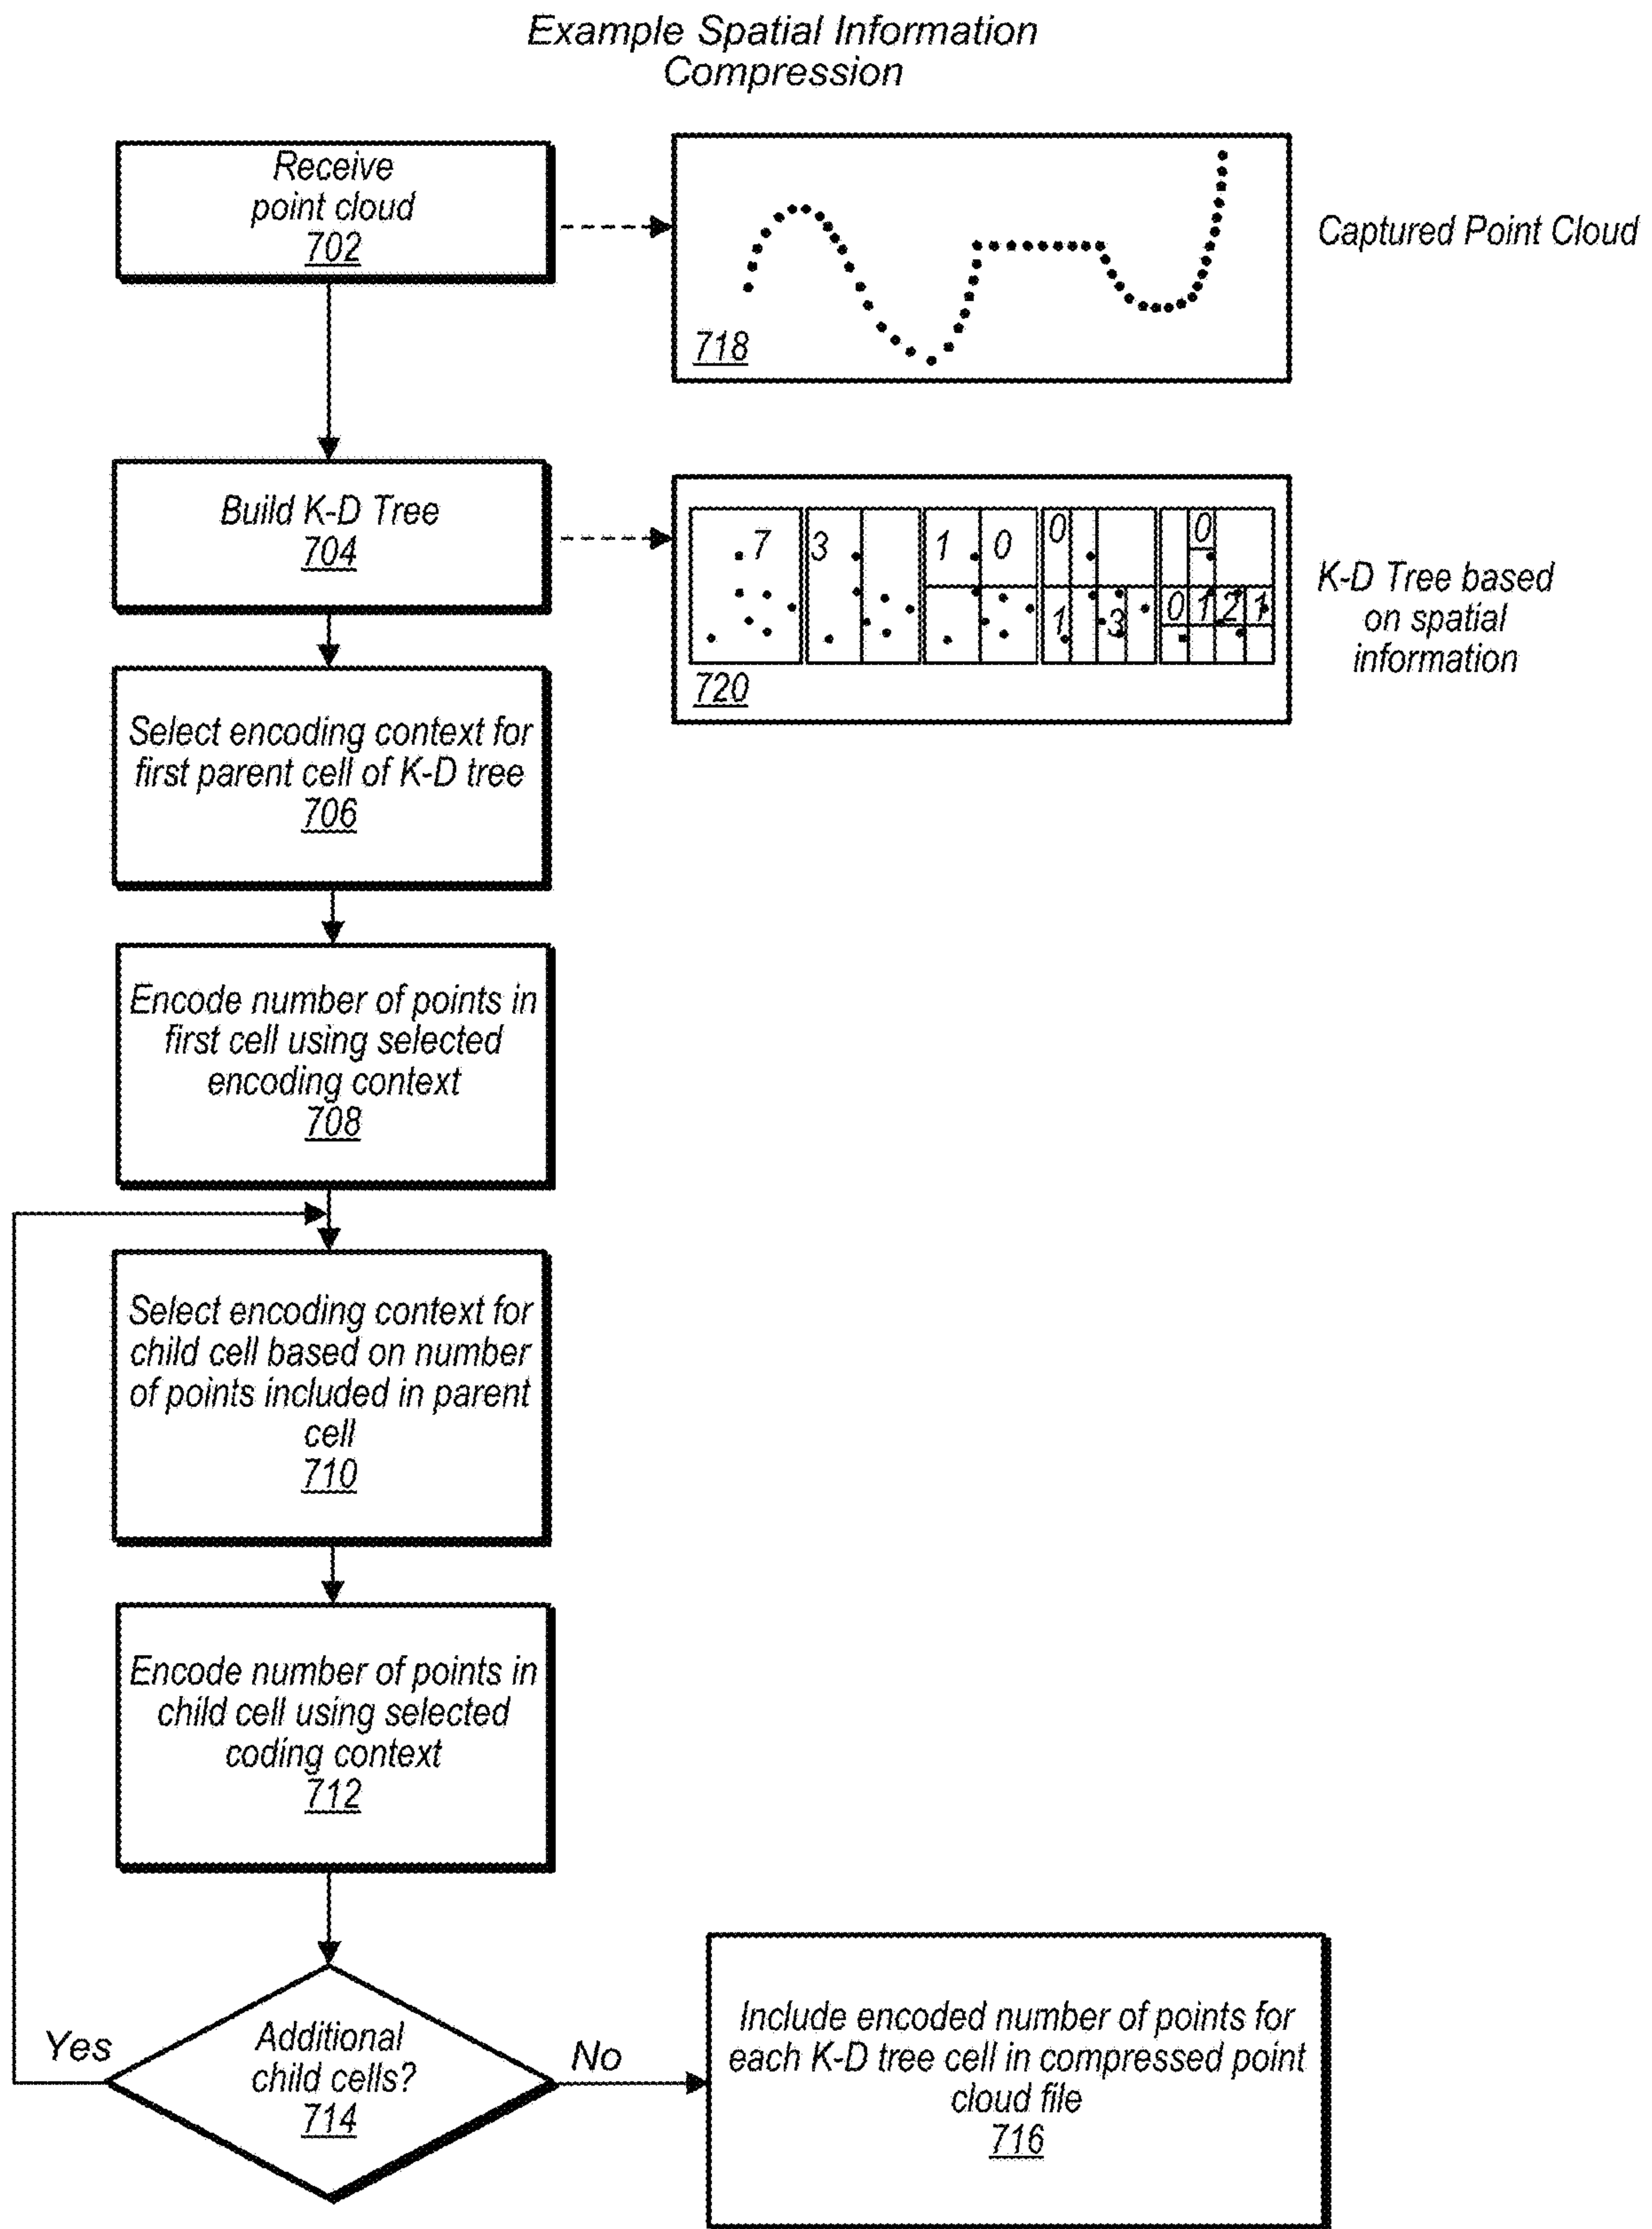 Example Spatial Information
Compression
Receive
point cloud
702
718
Captured Point Cloud
Build K-D Tree
704
7 3 1 0 0 0
1 3 0 1 2 1
720
K-D Tree based
on spatial
information
Select encoding context for
first parent cell of K-D tree
706
Encode number of points in
first cell using selected
encoding context
708
Select encoding context for
child cell based on number
of points included in parent
cell
710
Encode number of points in
child cell using selected
coding context
712
Additional
child cells?
714
Yes
No
Include encoded number of points for
each K-D tree cell in compressed point
cloud file
716